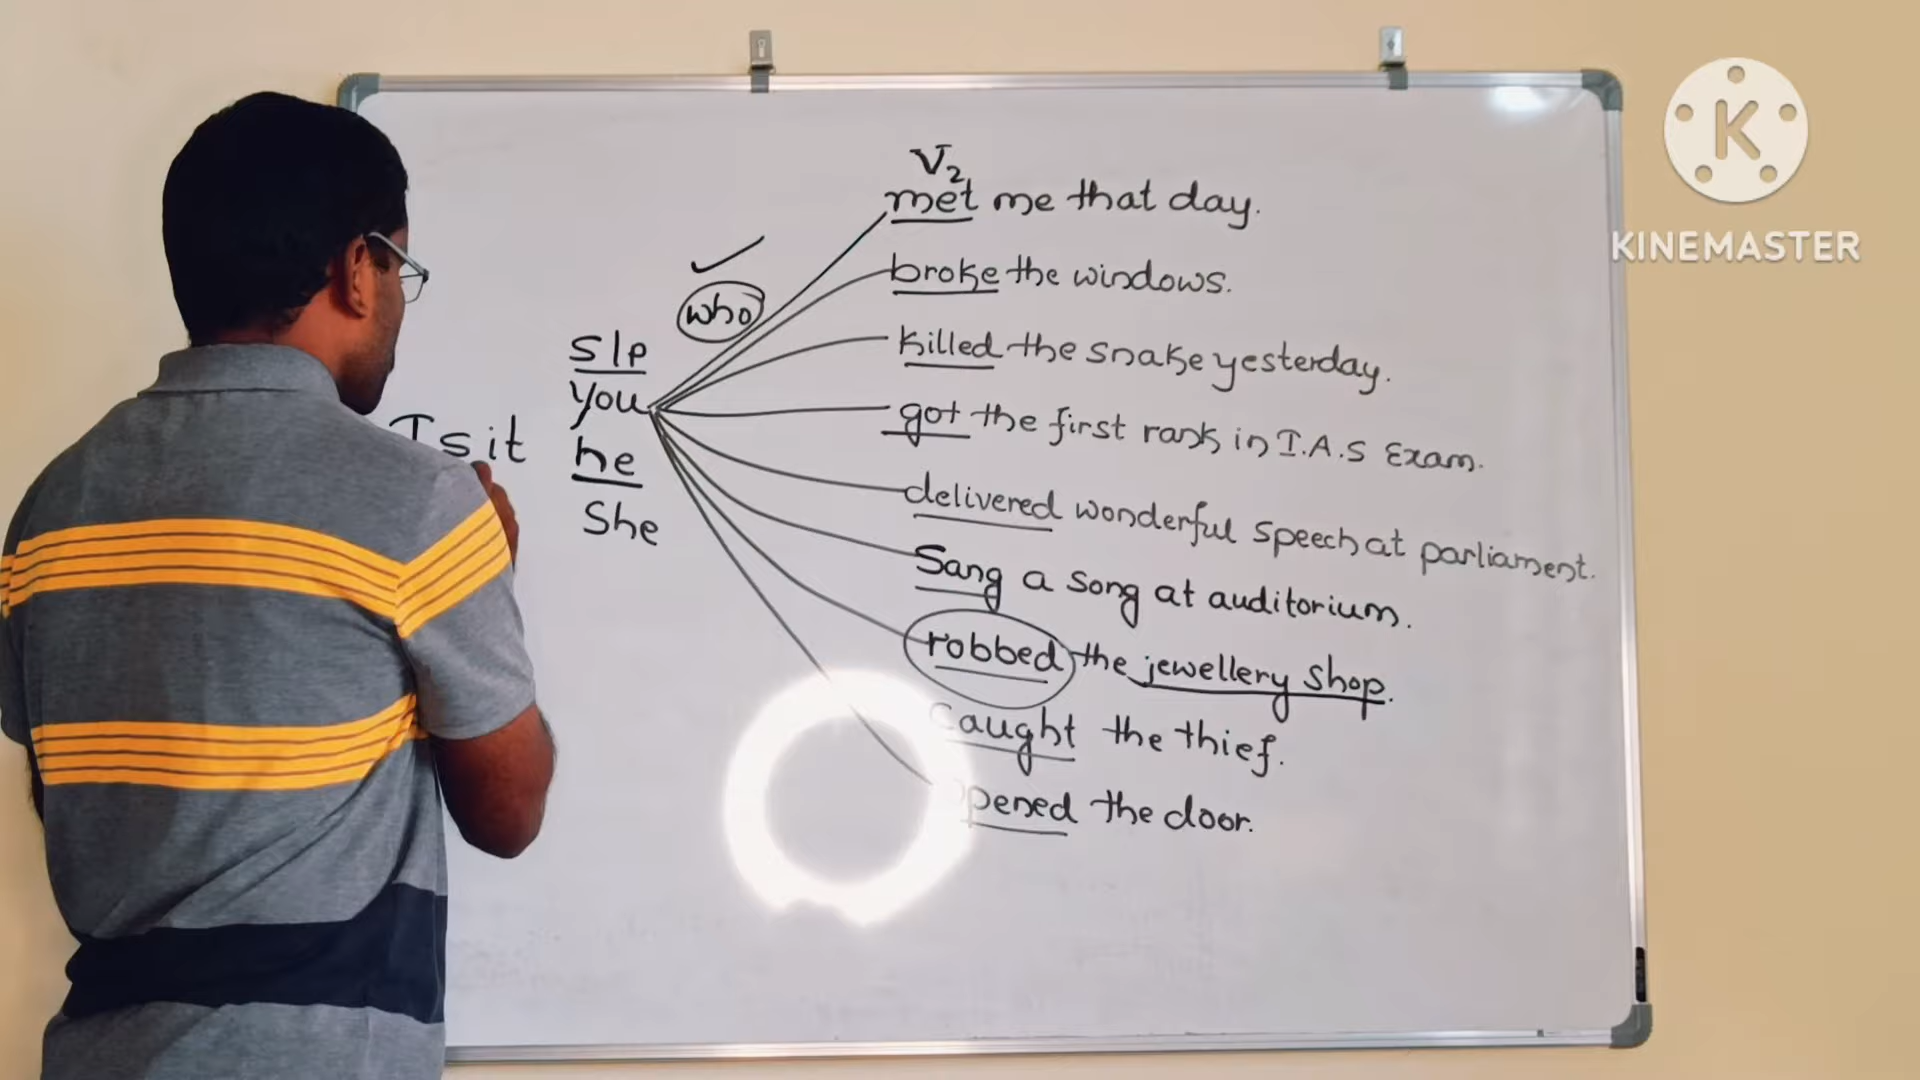 V2
met me that day.
broke the windows.
who
killed the snake yesterday.
S/p
you
got the first rank in I.A.S Exam.
Is it he
She
delivered wonderful speech at parliament.
Sang a song at auditorium.
robbed the jewellery shop.
caught the thief.
opened the door.
K
KINEMASTER